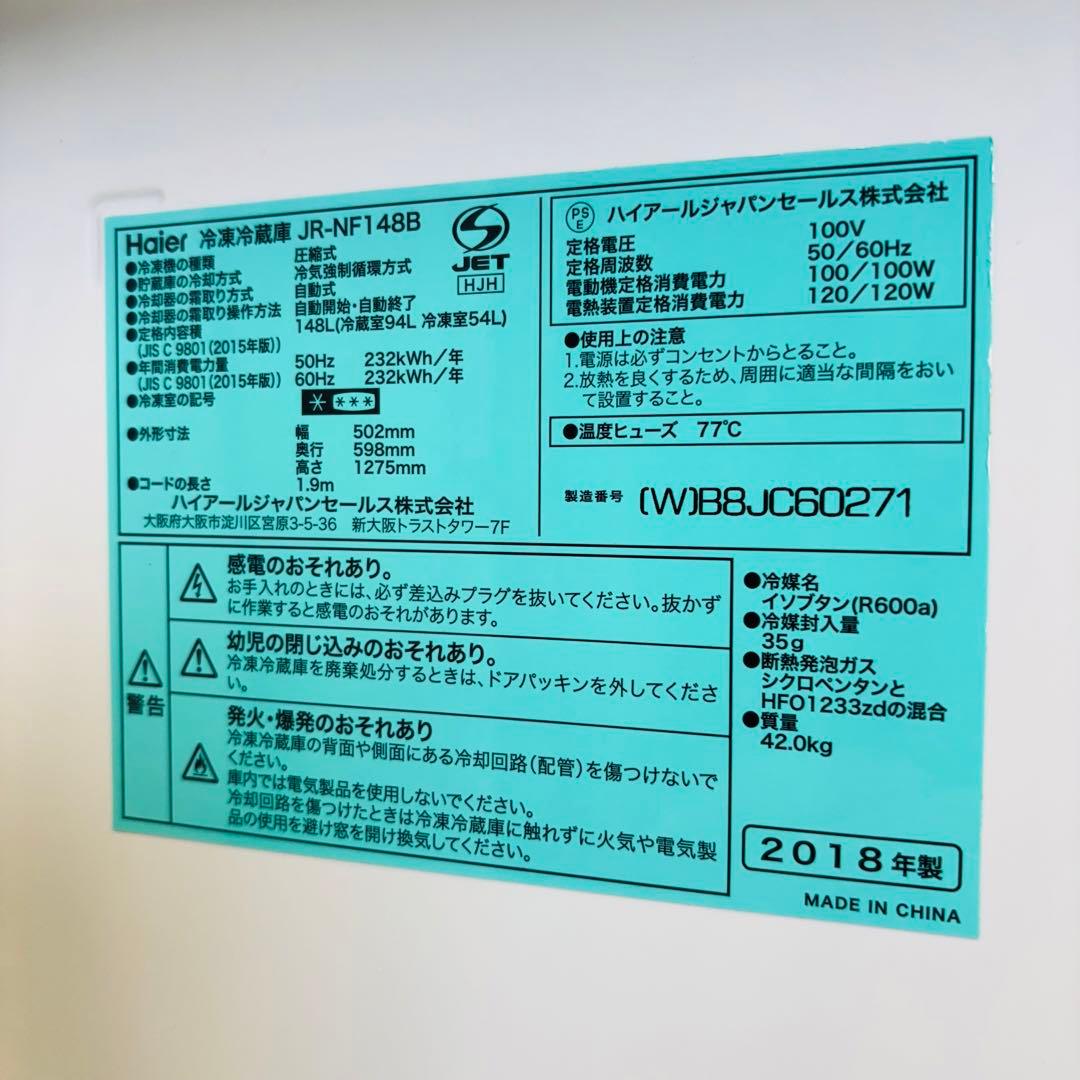 Haier 冷凍冷蔵庫 JR-NF148B
JET
HJH
●冷凍機の種類 圧縮式
●貯蔵庫の冷却方式 冷気強制循環方式
●冷却器の霜取り方式 自動式
●冷却器の霜取り操作方法 自動開始・自動終了
●定格内容積 148L(冷蔵室94L 冷凍室54L)
(JIS C 9801(2015年版))
●年間消費電力量 50Hz 232kWh/年
(JIS C 9801(2015年版)) 60Hz 232kWh/年
●冷凍室の記号 * ***
●外形寸法 幅 502mm
奥行 598mm
高さ 1275mm
●コードの長さ 1.9m
ハイアールジャパンセールス株式会社
大阪府大阪市淀川区宮原3-5-36 新大阪トラストタワー7F
PS
E
ハイアールジャパンセールス株式会社
定格電圧 100V
定格周波数 50/60Hz
電動機定格消費電力 100/100W
電熱装置定格消費電力 120/120W
●使用上の注意
1.電源は必ずコンセントからとること。
2.放熱を良くするため、周囲に適当な間隔をおい
て設置すること。
●温度ヒューズ 77℃
製造番号 (W)B8JC60271
警告
感電のおそれあり。
お手入れのときには、必ず差込みプラグを抜いてください。抜かず
に作業すると感電のおそれがあります。
幼児の閉じ込みのおそれあり。
冷凍冷蔵庫を廃棄処分するときは、ドアパッキンを外してくださ
い。
発火・爆発のおそれあり
冷凍冷蔵庫の背面や側面にある冷却回路(配管)を傷つけないで
ください。
庫内では電気製品を使用しないでください。
冷却回路を傷つけたときは冷凍冷蔵庫に触れずに火気や電気製
品の使用を避け窓を開け換気してください。
●冷媒名
イソブタン(R600a)
●冷媒封入量
35g
●断熱発泡ガス
シクロペンタンと
HFO1233zdの混合
●質量
42.0kg
2018年製
MADE IN CHINA